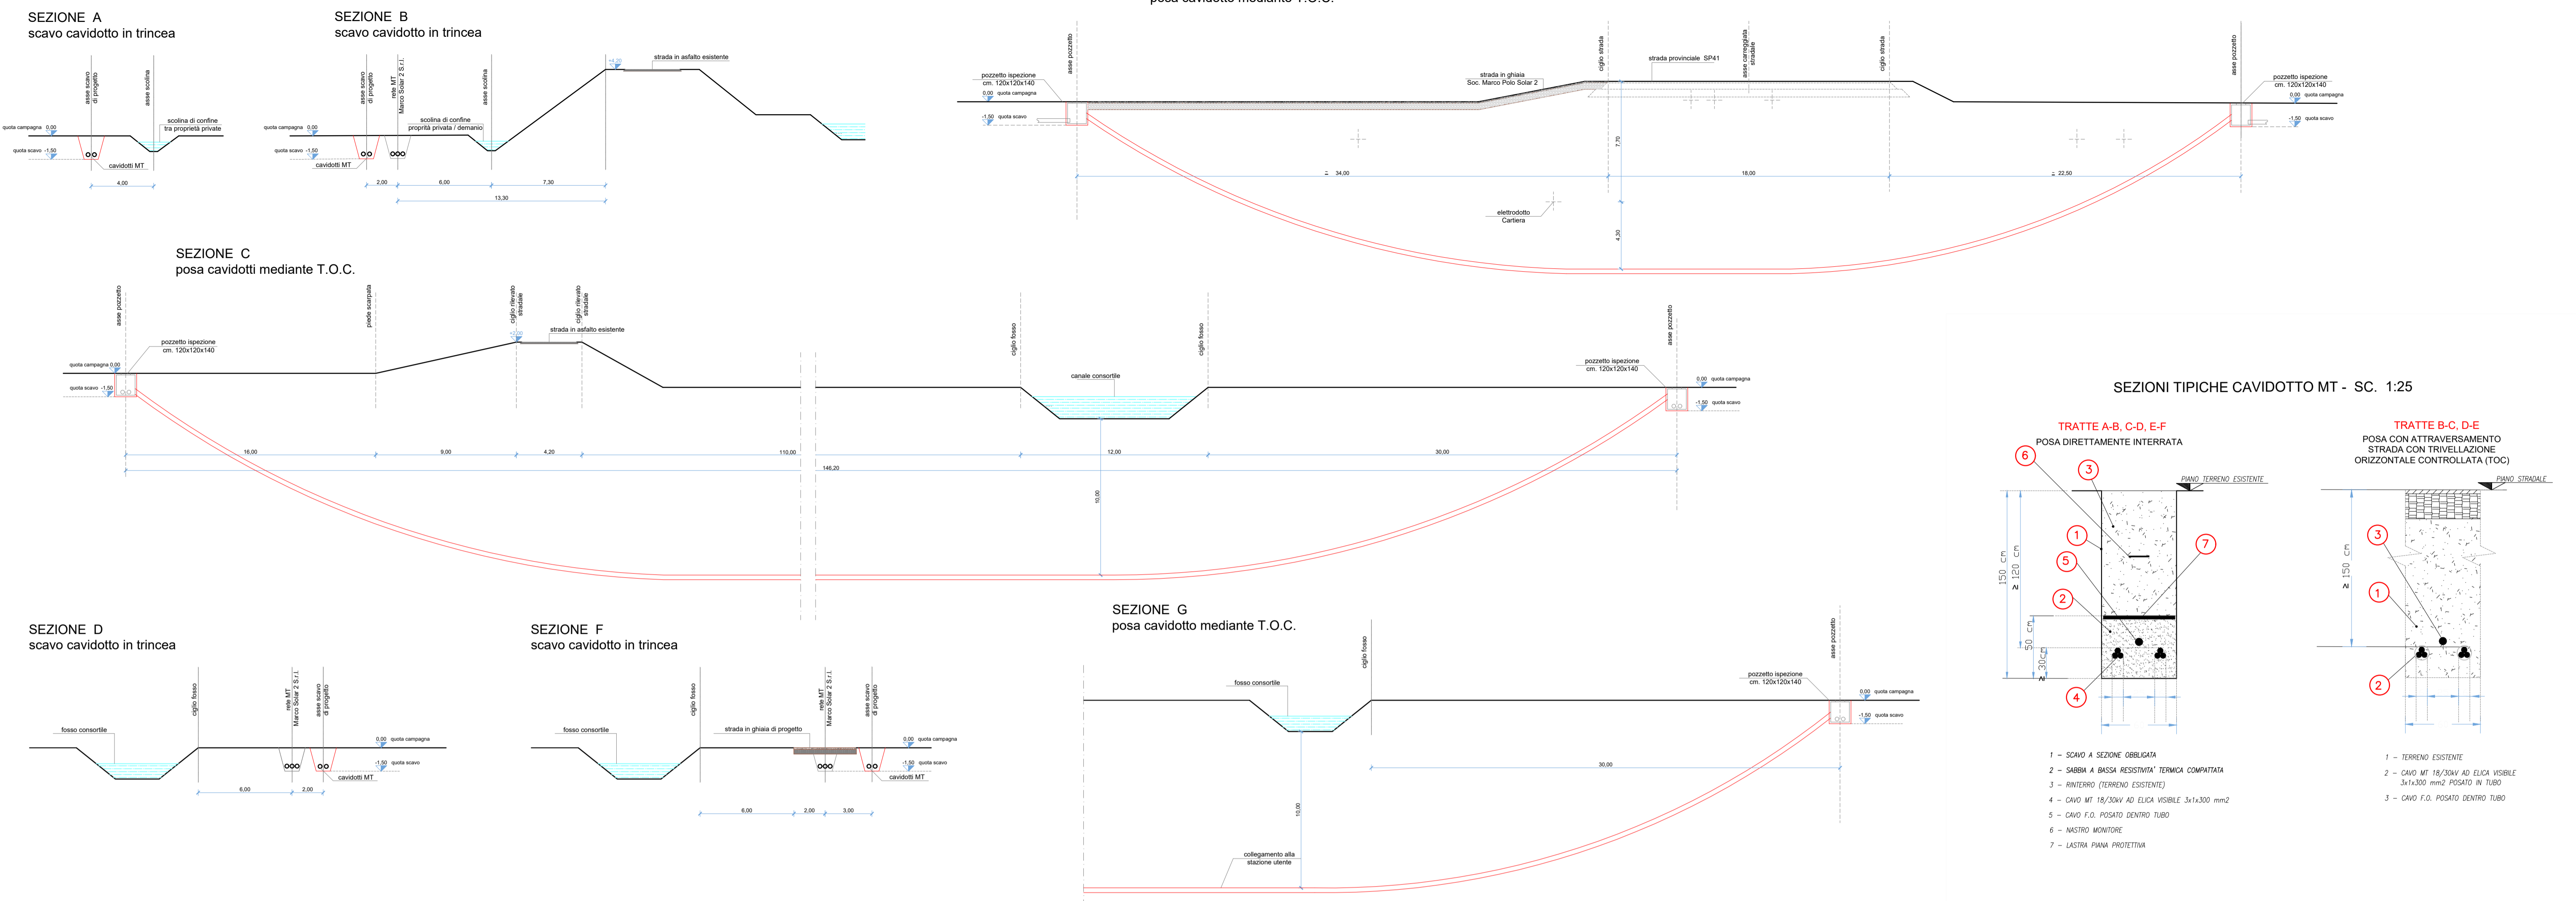 posa cavidotto mediante T.O.C.
SEZIONE A
scavo cavidotto in trincea
asse scavo
di progetto
asse scolina
scolina di confine
tra proprietà private
quota campagna 0,00
quota scavo -1,50
cavidotti MT
4,00
SEZIONE B
scavo cavidotto in trincea
asse scavo
di progetto
rete MT
Marco Solar 2 S.r.l.
asse scolina
+4,20
strada in asfalto esistente
scolina di confine
proprità privata / demanio
quota campagna 0,00
quota scavo -1,50
cavidotti MT
2,00
6,00
7,30
13,30
asse pozzetto
ciglio strada
asse carreggiata
stradale
ciglio strada
asse pozzetto
pozzetto ispezione
cm. 120x120x140
strada in ghiaia
Soc. Marco Polo Solar 2
strada provinciale SP41
pozzetto ispezione
cm. 120x120x140
0,00 quota campagna
-1,50 quota scavo
0,00 quota campagna
-1,50 quota scavo
7,70
34,00
18,00
22,50
elettrodotto
Cartiera
4,30
SEZIONE C
posa cavidotti mediante T.O.C.
asse pozzetto
piede scarpata
ciglio rilevato
stradale
ciglio rilevato
stradale
ciglio fosso
ciglio fosso
asse pozzetto
strada in asfalto esistente
pozzetto ispezione
cm. 120x120x140
quota campagna 0,00
quota scavo -1,50
canale consortile
pozzetto ispezione
cm. 120x120x140
0,00 quota campagna
-1,50 quota scavo
16,00
9,00
4,20
110,00
12,00
30,00
146,20
10,00
SEZIONE D
scavo cavidotto in trincea
ciglio fosso
rete MT
Marco Solar 2 S.r.l.
asse scavo
di progetto
fosso consortile
0,00 quota campagna
-1,50 quota scavo
cavidotti MT
6,00
2,00
SEZIONE F
scavo cavidotto in trincea
ciglio fosso
rete MT
Marco Solar 2 S.r.l.
asse scavo
di progetto
fosso consortile
strada in ghiaia di progetto
0,00 quota campagna
-1,50 quota scavo
cavidotti MT
6,00
2,00
3,00
SEZIONE G
posa cavidotto mediante T.O.C.
ciglio fosso
asse pozzetto
fosso consortile
pozzetto ispezione
cm. 120x120x140
0,00 quota campagna
-1,50 quota scavo
30,00
10,00
collegamento alla
stazione utente
SEZIONI TIPICHE CAVIDOTTO MT - SC. 1:25
TRATTE A-B, C-D, E-F
POSA DIRETTAMENTE INTERRATA
6
3
PIANO TERRENO ESISTENTE
1
7
5
2
4
150 cm
≥ 120 cm
50 cm
≥ 30cm
1 - SCAVO A SEZIONE OBBLIGATA
2 - SABBIA A BASSA RESISTIVITA' TERMICA COMPATTATA
3 - RINTERRO (TERRENO ESISTENTE)
4 - CAVO MT 18/30kV AD ELICA VISIBILE 3x1x300 mm2
5 - CAVO F.O. POSATO DENTRO TUBO
6 - NASTRO MONITORE
7 - LASTRA PIANA PROTETTIVA
TRATTE B-C, D-E
POSA CON ATTRAVERSAMENTO
STRADA CON TRIVELLAZIONE
ORIZZONTALE CONTROLLATA (TOC)
PIANO STRADALE
3
1
2
≥ 150 cm
1 - TERRENO ESISTENTE
2 - CAVO MT 18/30kV AD ELICA VISIBILE
3x1x300 mm2 POSATO IN TUBO
3 - CAVO F.O. POSATO DENTRO TUBO